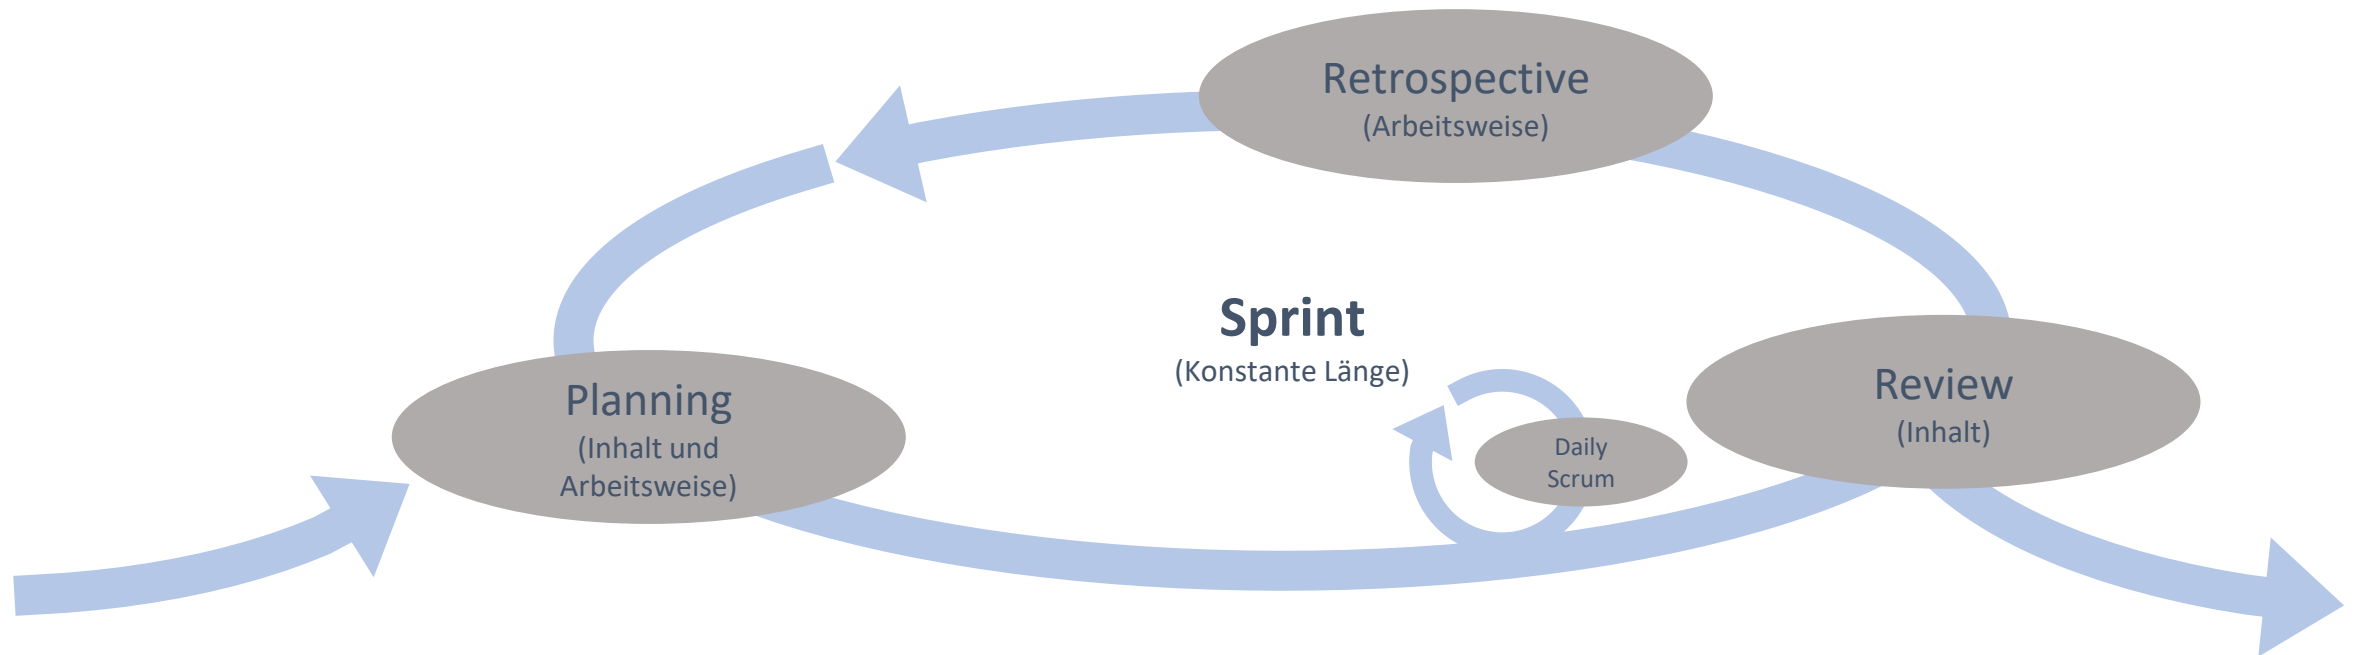 Retrospective
(Arbeitsweise)
Sprint
(Konstante Länge)
Planning
(Inhalt und
Arbeitsweise)
Daily
Scrum
Review
(Inhalt)